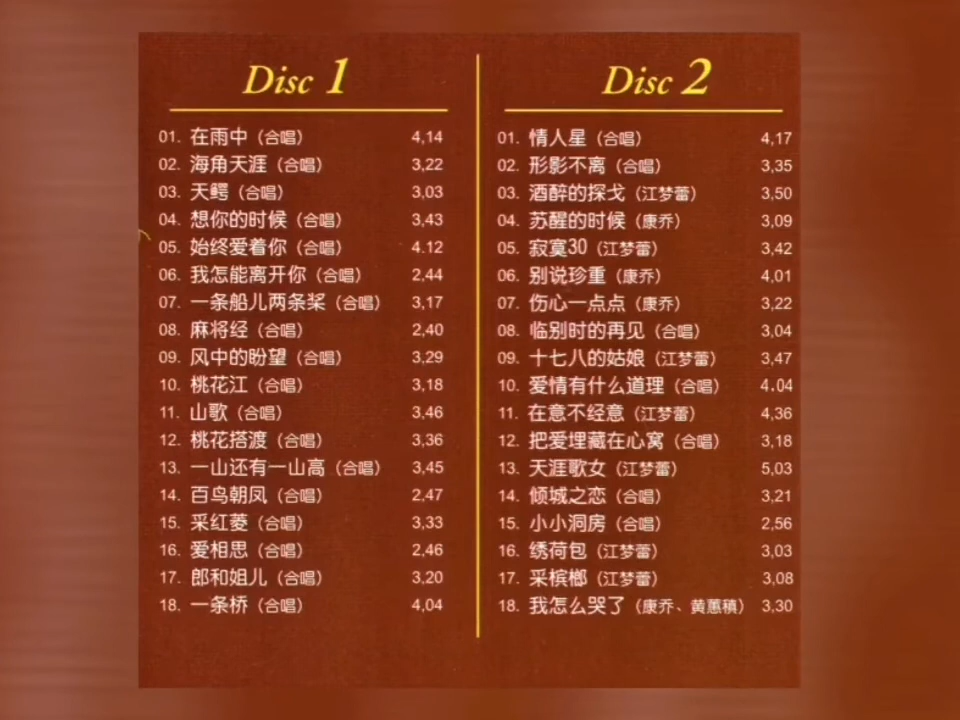 Disc 1
01. 在雨中（合唱） 4,14
02. 海角天涯（合唱） 3,22
03. 天鹗（合唱） 3,03
04. 想你的时候（合唱） 3,43
05. 始终爱着你（合唱） 4.12
06. 我怎能离开你（合唱） 2,44
07. 一条船儿两条桨（合唱） 3,17
08. 麻将经（合唱） 2,40
09. 风中的盼望（合唱） 3,29
10. 桃花江（合唱） 3,18
11. 山歌（合唱） 3,46
12. 桃花搭渡（合唱） 3,36
13. 一山还有一山高（合唱） 3,45
14. 百鸟朝凤（合唱） 2,47
15. 采红菱（合唱） 3,33
16. 爱相思（合唱） 2,46
17. 郎和姐儿（合唱） 3,20
18. 一条桥（合唱） 4,04
Disc 2
01. 情人星（合唱） 4,17
02. 形影不离（合唱） 3,35
03. 酒醉的探戈（江梦蕾） 3,50
04. 苏醒的时候（康乔） 3,09
05. 寂寞30（江梦蕾） 3,42
06. 别说珍重（康乔） 4,01
07. 伤心一点点（康乔） 3,22
08. 临别时的再见（合唱） 3,04
09. 十七八的姑娘（江梦蕾） 3,47
10. 爱情有什么道理（合唱） 4.04
11. 在意不经意（江梦蕾） 4,36
12. 把爱埋藏在心窝（合唱） 3,18
13. 天涯歌女（江梦蕾） 5,03
14. 倾城之恋（合唱） 3,21
15. 小小洞房（合唱） 2,56
16. 绣荷包（江梦蕾） 3,03
17. 采槟榔（江梦蕾） 3,08
18. 我怎么哭了（康乔、黄蕙稹） 3,30